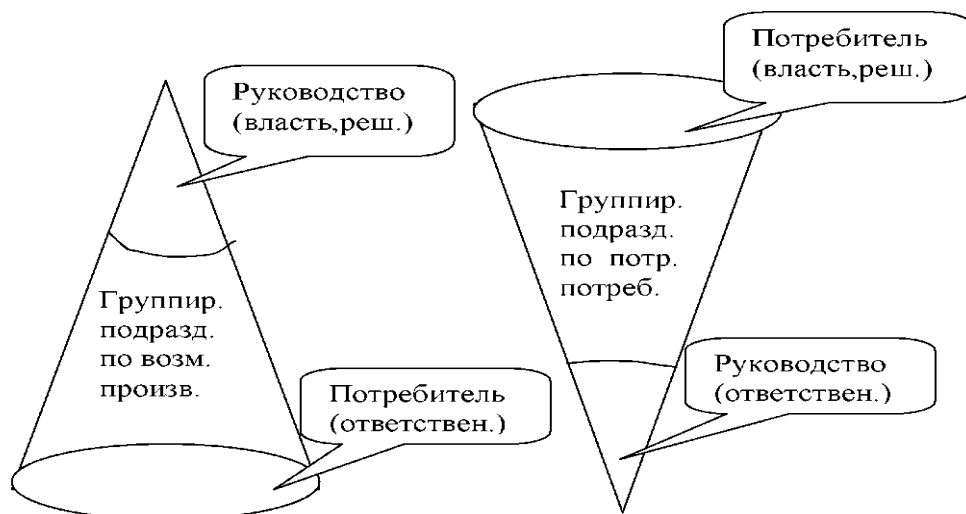 Руководство
(власть,реш.)
Группир.
подразд.
по возм.
произв.
Потребитель
(ответствен.)
Потребитель
(власть,реш.)
Группир.
подразд.
по потр.
потреб.
Руководство
(ответствен.)